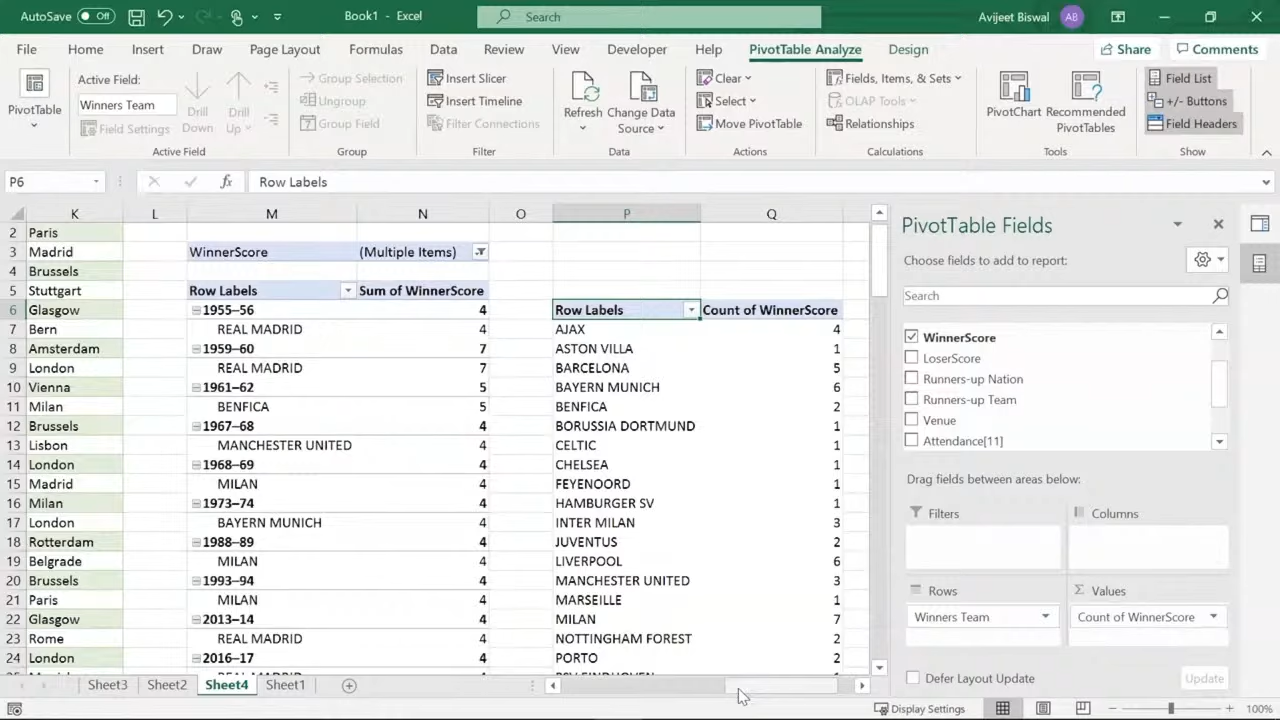 AutoSave Off Book1 - Excel Search Avijeet Biswal AB
File Home Insert Draw Page Layout Formulas Data Review View Developer Help PivotTable Analyze Design Share Comments
PivotTable
Active Field:
Winners Team
Field Settings
Drill Down
Drill Up
Active Field
Group Selection
Ungroup
Group Field
Group
Insert Slicer
Insert Timeline
Filter Connections
Filter
Refresh
Change Data Source
Data
Clear
Select
Move PivotTable
Actions
Fields, Items, & Sets
OLAP Tools
Relationships
Calculations
PivotChart
Recommended PivotTables
Tools
Field List
+/- Buttons
Field Headers
Show
P6 fx Row Labels
K L M N O P Q
2 Paris
3 Madrid WinnerScore (Multiple Items)
4 Brussels
5 Stuttgart Row Labels Sum of WinnerScore
6 Glasgow 1955–56 4 Row Labels Count of WinnerScore
7 Bern REAL MADRID 4 AJAX 4
8 Amsterdam 1959–60 7 ASTON VILLA 1
9 London REAL MADRID 7 BARCELONA 5
10 Vienna 1961–62 5 BAYERN MUNICH 6
11 Milan BENFICA 5 BENFICA 2
12 Brussels 1967–68 4 BORUSSIA DORTMUND 1
13 Lisbon MANCHESTER UNITED 4 CELTIC 1
14 London 1968–69 4 CHELSEA 1
15 Madrid MILAN 4 FEYENOORD 1
16 Milan 1973–74 4 HAMBURGER SV 1
17 London BAYERN MUNICH 4 INTER MILAN 3
18 Rotterdam 1988–89 4 JUVENTUS 2
19 Belgrade MILAN 4 LIVERPOOL 6
20 Brussels 1993–94 4 MANCHESTER UNITED 3
21 Paris MILAN 4 MARSEILLE 1
22 Glasgow 2013–14 4 MILAN 7
23 Rome REAL MADRID 4 NOTTINGHAM FOREST 2
24 London 2016–17 4 PORTO 2
PivotTable Fields
Choose fields to add to report:
Search
WinnerScore
LoserScore
Runners-up Nation
Runners-up Team
Venue
Attendance[11]
Drag fields between areas below:
Filters Columns
Rows Σ Values
Winners Team Count of WinnerScore
Defer Layout Update Update
Sheet3 Sheet2 Sheet4 Sheet1
Display Settings 100%